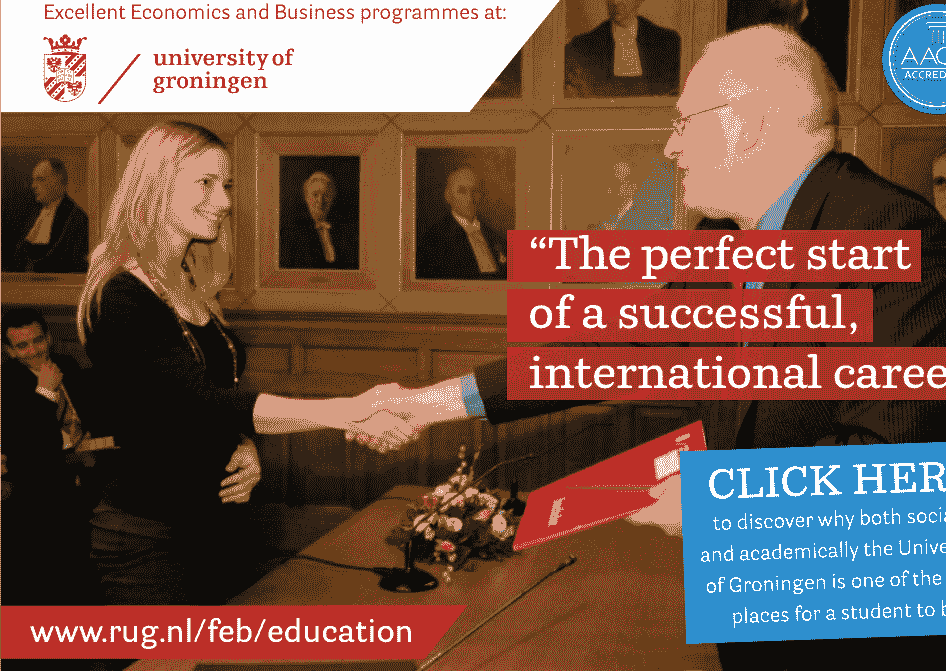 Excellent Economics and Business programmes at:
university of
groningen
AAC
ACCRED
“The perfect start
of a successful,
international caree
CLICK HER
to discover why both socia
and academically the Unive
of Groningen is one of the
places for a student to b
www.rug.nl/feb/education